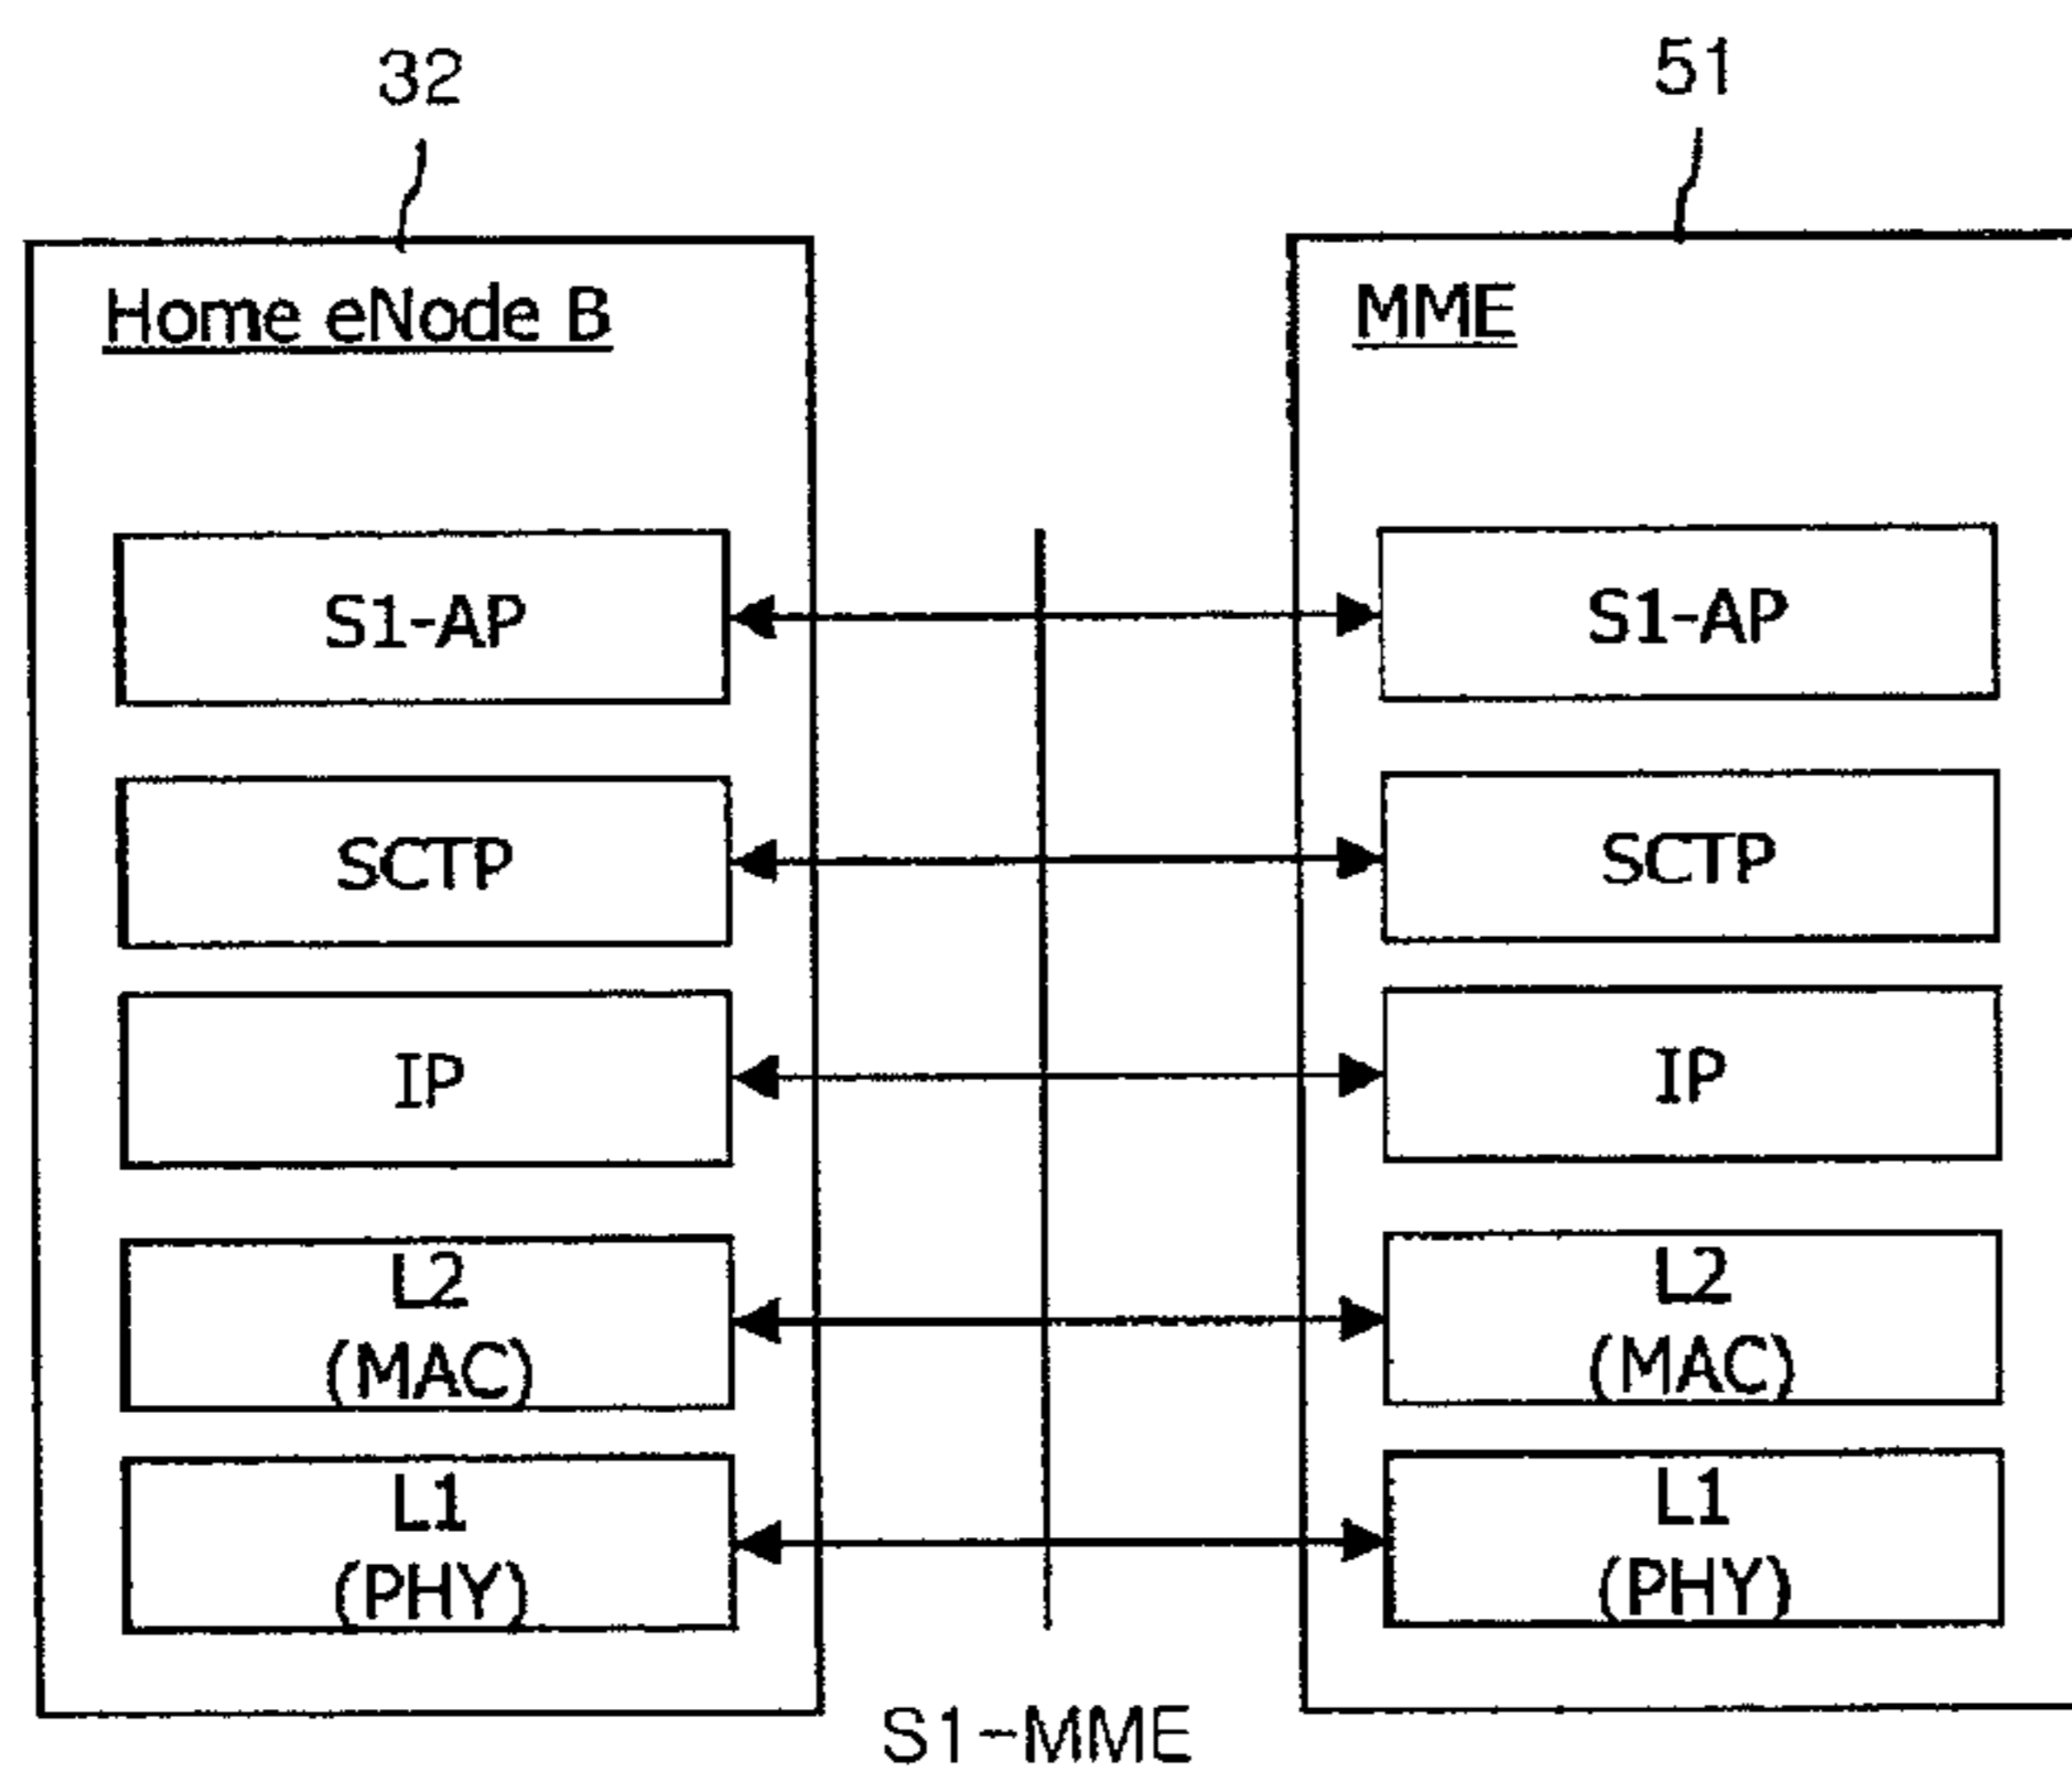 32
51
Home eNode B
MME
S1-AP
S1-AP
SCTP
SCTP
IP
IP
L2
(MAC)
L2
(MAC)
L1
(PHY)
L1
(PHY)
S1-MME